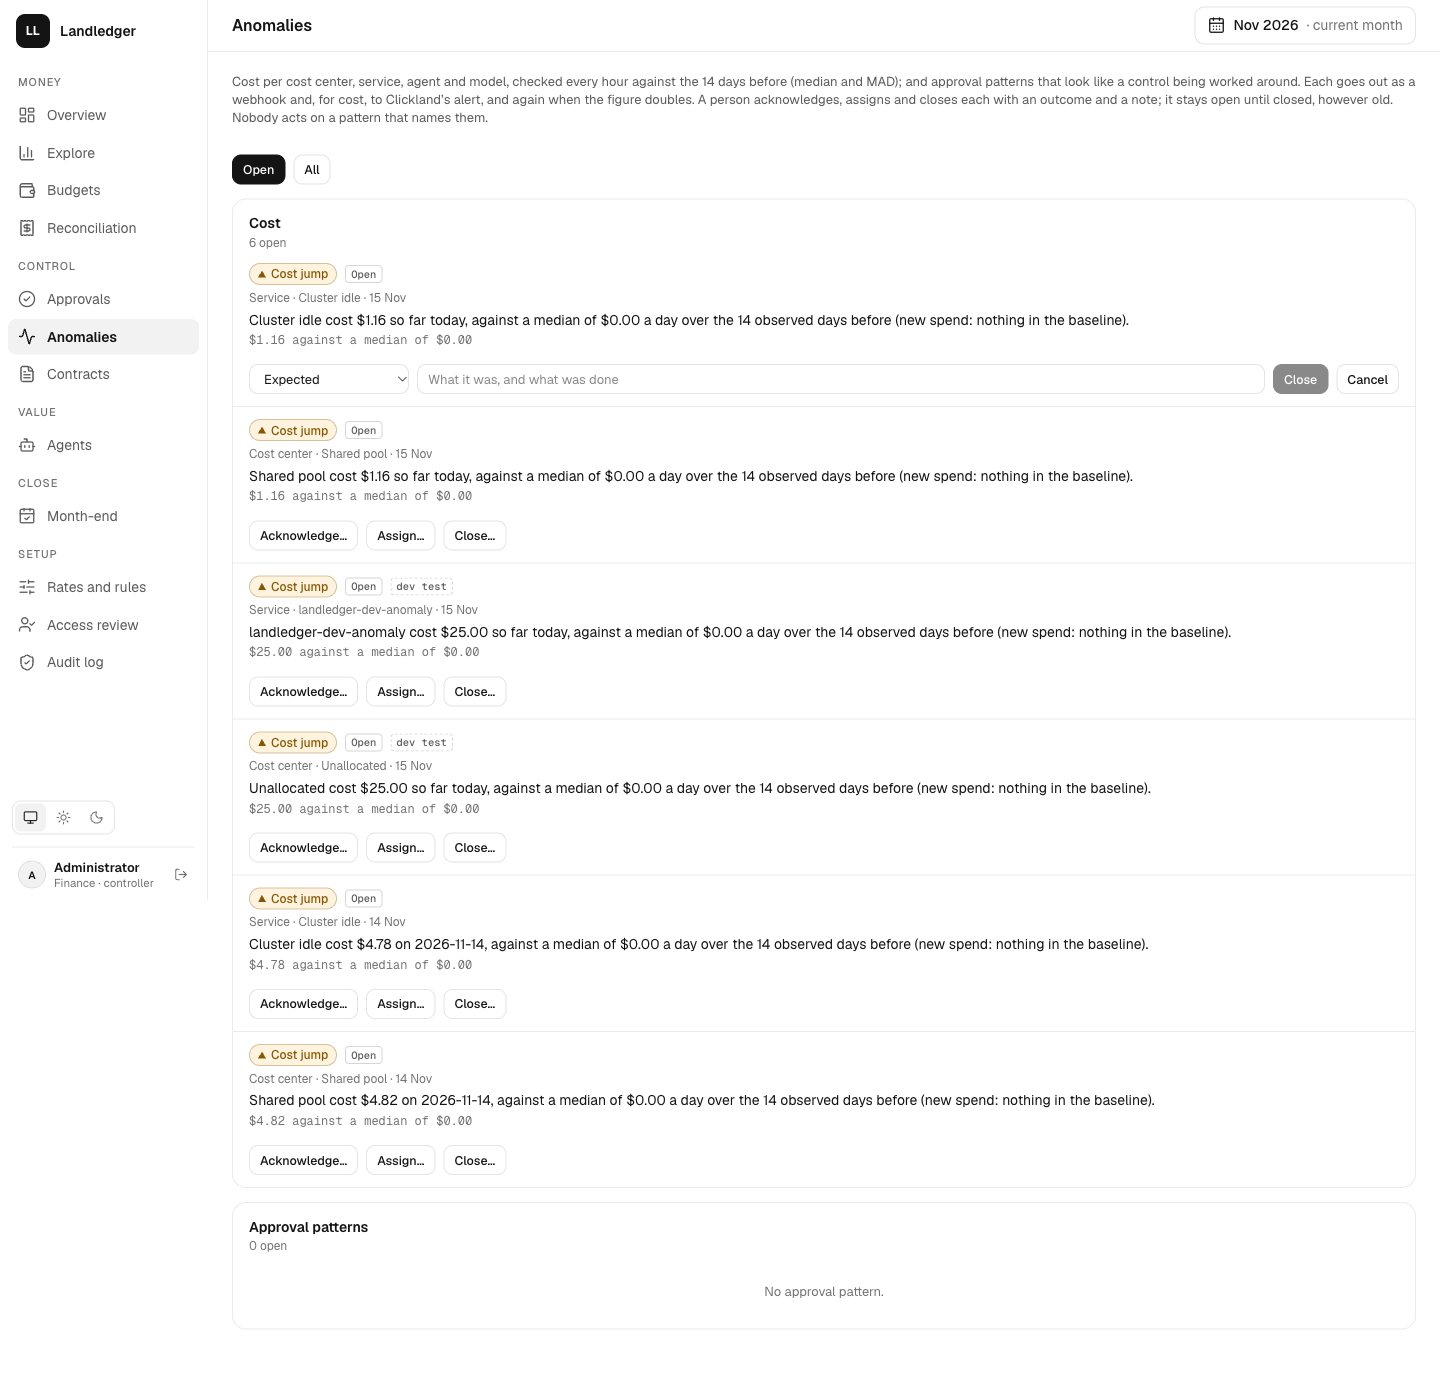 LL
Landledger
MONEY
Overview
Explore
Budgets
Reconciliation
CONTROL
Approvals
Anomalies
Contracts
VALUE
Agents
CLOSE
Month-end
SETUP
Rates and rules
Access review
Audit log
A
Administrator
Finance · controller
Anomalies
Nov 2026 · current month
Cost per cost center, service, agent and model, checked every hour against the 14 days before (median and MAD); and approval patterns that look like a control being worked around. Each goes out as a
webhook and, for cost, to Clickland's alert, and again when the figure doubles. A person acknowledges, assigns and closes each with an outcome and a note; it stays open until closed, however old.
Nobody acts on a pattern that names them.
Open
All
Cost
6 open
▲ Cost jump Open
Service · Cluster idle · 15 Nov
Cluster idle cost $1.16 so far today, against a median of $0.00 a day over the 14 observed days before (new spend: nothing in the baseline).
$1.16 against a median of $0.00
Expected What it was, and what was done Close Cancel
▲ Cost jump Open
Cost center · Shared pool · 15 Nov
Shared pool cost $1.16 so far today, against a median of $0.00 a day over the 14 observed days before (new spend: nothing in the baseline).
$1.16 against a median of $0.00
Acknowledge… Assign… Close…
▲ Cost jump Open dev test
Service · landledger-dev-anomaly · 15 Nov
landledger-dev-anomaly cost $25.00 so far today, against a median of $0.00 a day over the 14 observed days before (new spend: nothing in the baseline).
$25.00 against a median of $0.00
Acknowledge… Assign… Close…
▲ Cost jump Open dev test
Cost center · Unallocated · 15 Nov
Unallocated cost $25.00 so far today, against a median of $0.00 a day over the 14 observed days before (new spend: nothing in the baseline).
$25.00 against a median of $0.00
Acknowledge… Assign… Close…
▲ Cost jump Open
Service · Cluster idle · 14 Nov
Cluster idle cost $4.78 on 2026-11-14, against a median of $0.00 a day over the 14 observed days before (new spend: nothing in the baseline).
$4.78 against a median of $0.00
Acknowledge… Assign… Close…
▲ Cost jump Open
Cost center · Shared pool · 14 Nov
Shared pool cost $4.82 on 2026-11-14, against a median of $0.00 a day over the 14 observed days before (new spend: nothing in the baseline).
$4.82 against a median of $0.00
Acknowledge… Assign… Close…
Approval patterns
0 open
No approval pattern.